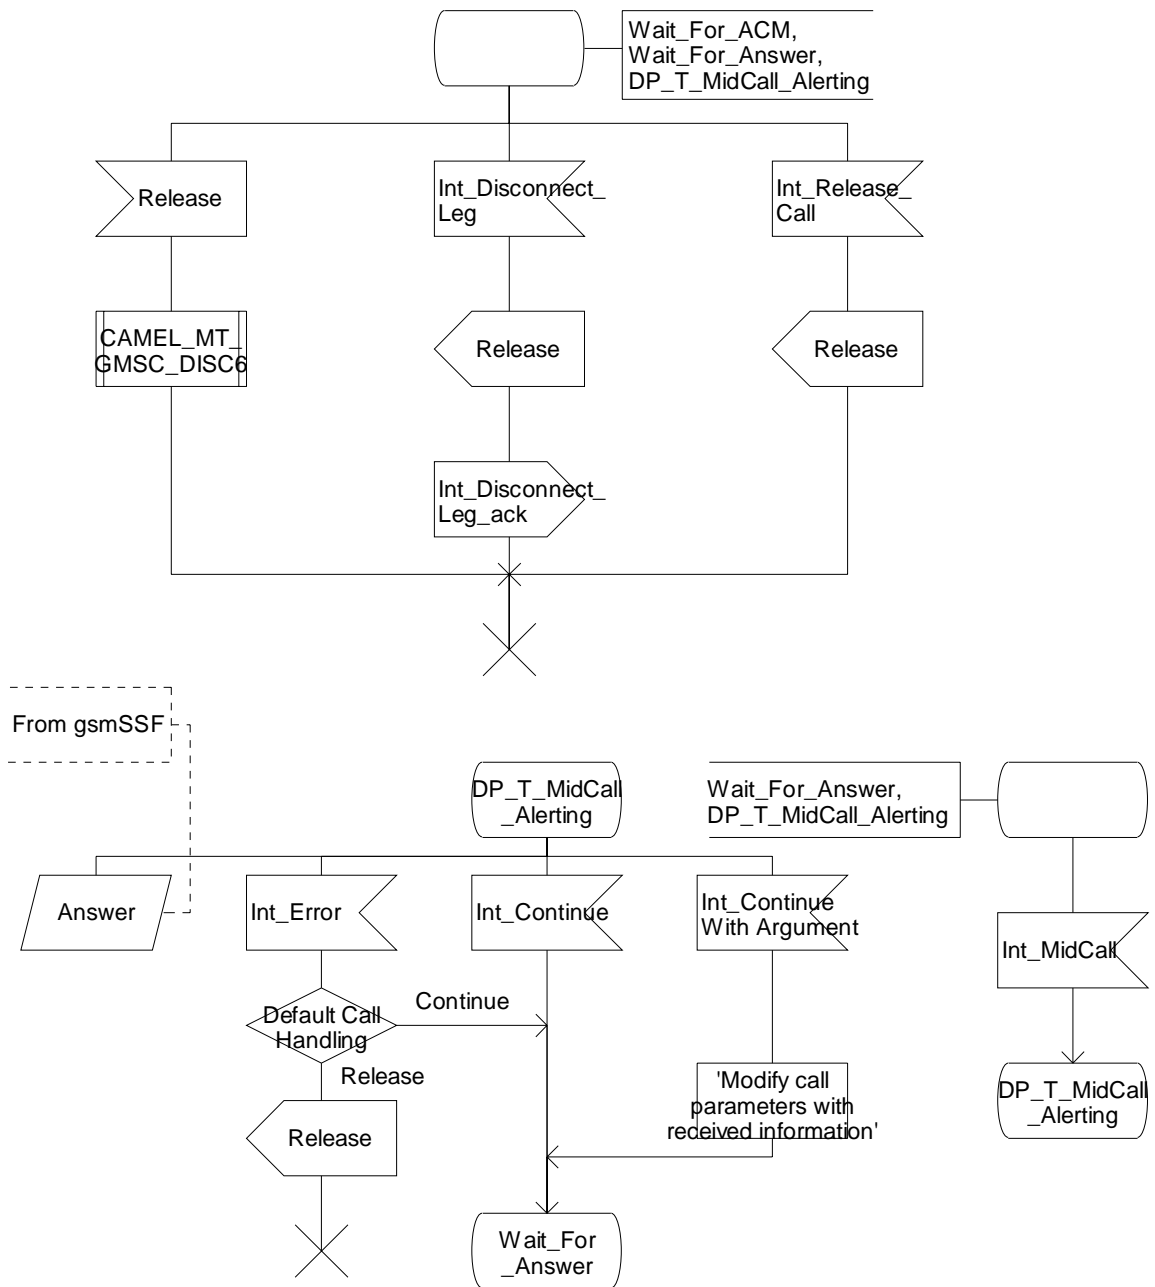 Wait_For_ACM,
Wait_For_Answer,
DP_T_MidCall_Alerting
Release
Int_Disconnect_
Leg
Int_Release_
Call
CAMEL_MT_
GMSC_DISC6
Release
Release
Int_Disconnect_
Leg_ack
From gsmSSF
DP_T_MidCall
_Alerting
Wait_For_Answer,
DP_T_MidCall_Alerting
Answer
Int_Error
Int_Continue
Int_Continue
With Argument
Int_MidCall
Default Call
Handling
Continue
Release
'Modify call
parameters with
received information'
DP_T_MidCall
_Alerting
Release
Wait_For
_Answer